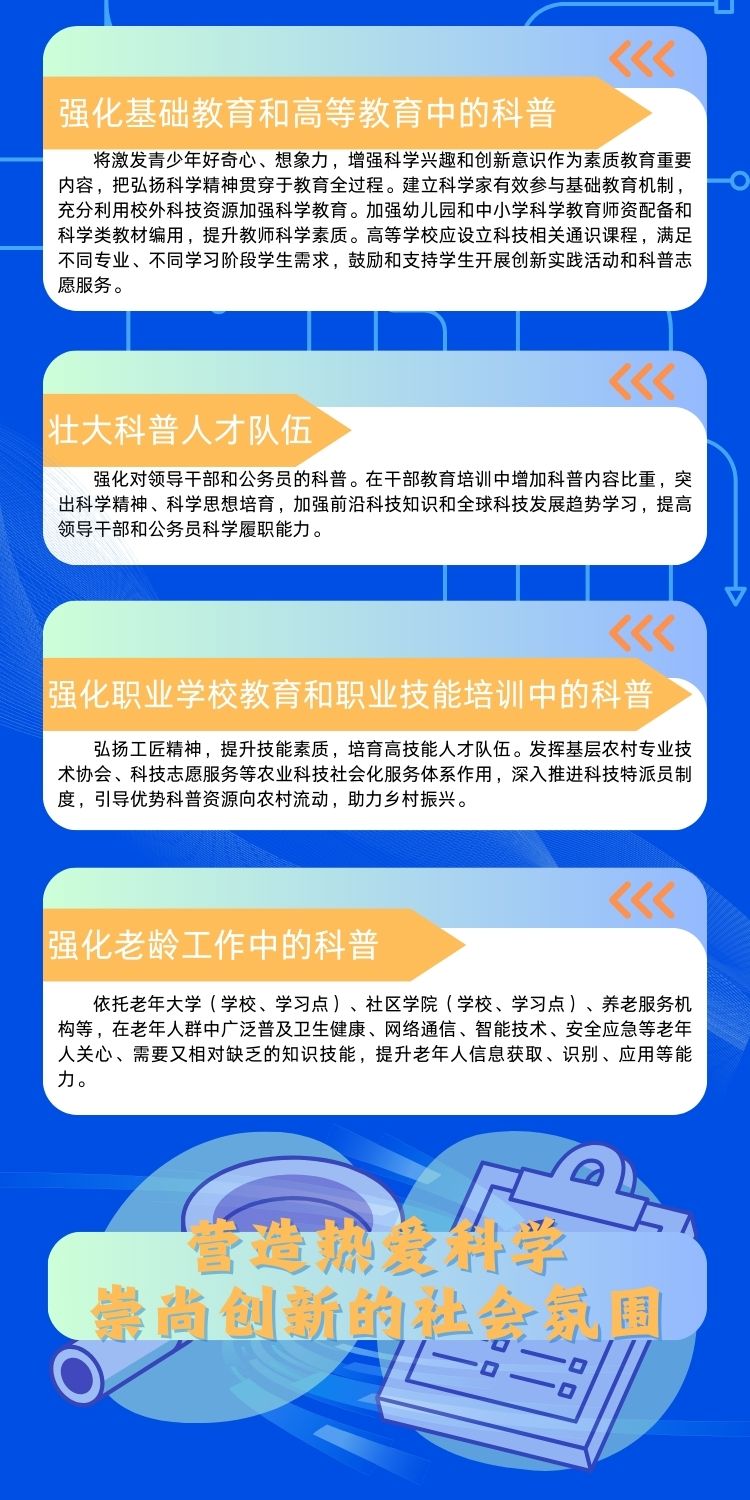 强化基础教育和高等教育中的科普
将激发青少年好奇心、想象力，增强科学兴趣和创新意识作为素质教育重要
内容，把弘扬科学精神贯穿于教育全过程。建立科学家有效参与基础教育机制，
充分利用校外科技资源加强科学教育。加强幼儿园和中小学科学教育师资配备和
科学类教材编用，提升教师科学素质。高等学校应设立科技相关通识课程，满足
不同专业、不同学习阶段学生需求，鼓励和支持学生开展创新实践活动和科普志
愿服务。
壮大科普人才队伍
强化对领导干部和公务员的科普。在干部教育培训中增加科普内容比重，突
出科学精神、科学思想培育，加强前沿科技知识和全球科技发展趋势学习，提高
领导干部和公务员科学履职能力。
强化职业学校教育和职业技能培训中的科普
弘扬工匠精神，提升技能素质，培育高技能人才队伍。发挥基层农村专业技
术协会、科技志愿服务等农业科技社会化服务体系作用，深入推进科技特派员制
度，引导优势科普资源向农村流动，助力乡村振兴。
强化老龄工作中的科普
依托老年大学（学校、学习点）、社区学院（学校、学习点）、养老服务机
构等，在老年人群中广泛普及卫生健康、网络通信、智能技术、安全应急等老年
人关心、需要又相对缺乏的知识技能，提升老年人信息获取、识别、应用等能
力。
营造热爱科学
崇尚创新的社会氛围